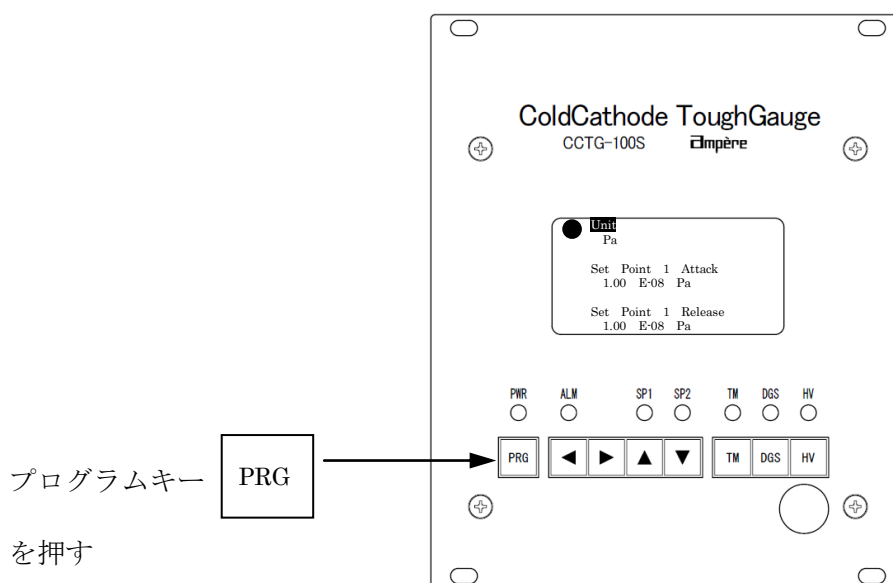 ColdCathode ToughGauge
CCTG-100S ampère
Unit
Pa
Set Point 1 Attack
1.00 E-08 Pa
Set Point 1 Release
1.00 E-08 Pa
PWR ALM SP1 SP2 TM DGS HV
PRG ◀ ▶ ▲ ▼ TM DGS HV
プログラムキー PRG
を押す